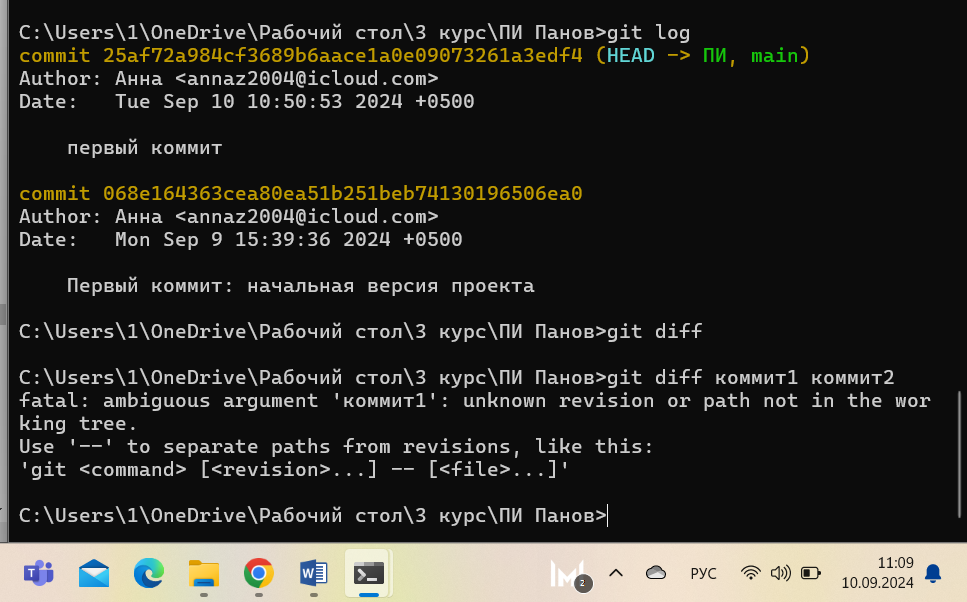 C:\Users\1\OneDrive\Рабочий стол\3 курс\ПИ Панов>git log
commit 25af72a984cf3689b6aace1a0e09073261a3edf4 (HEAD -> ПИ, main)
Author: Анна <annaz2004@icloud.com>
Date:   Tue Sep 10 10:50:53 2024 +0500
первый коммит
commit 068e164363cea80ea51b251beb74130196506ea0
Author: Анна <annaz2004@icloud.com>
Date:   Mon Sep 9 15:39:36 2024 +0500
Первый коммит: начальная версия проекта
C:\Users\1\OneDrive\Рабочий стол\3 курс\ПИ Панов>git diff
C:\Users\1\OneDrive\Рабочий стол\3 курс\ПИ Панов>git diff коммит1 коммит2
fatal: ambiguous argument 'коммит1': unknown revision or path not in the wor
king tree.
Use '--' to separate paths from revisions, like this:
'git <command> [<revision>...] -- [<file>...]'
C:\Users\1\OneDrive\Рабочий стол\3 курс\ПИ Панов>
2
РУС
11:09
10.09.2024